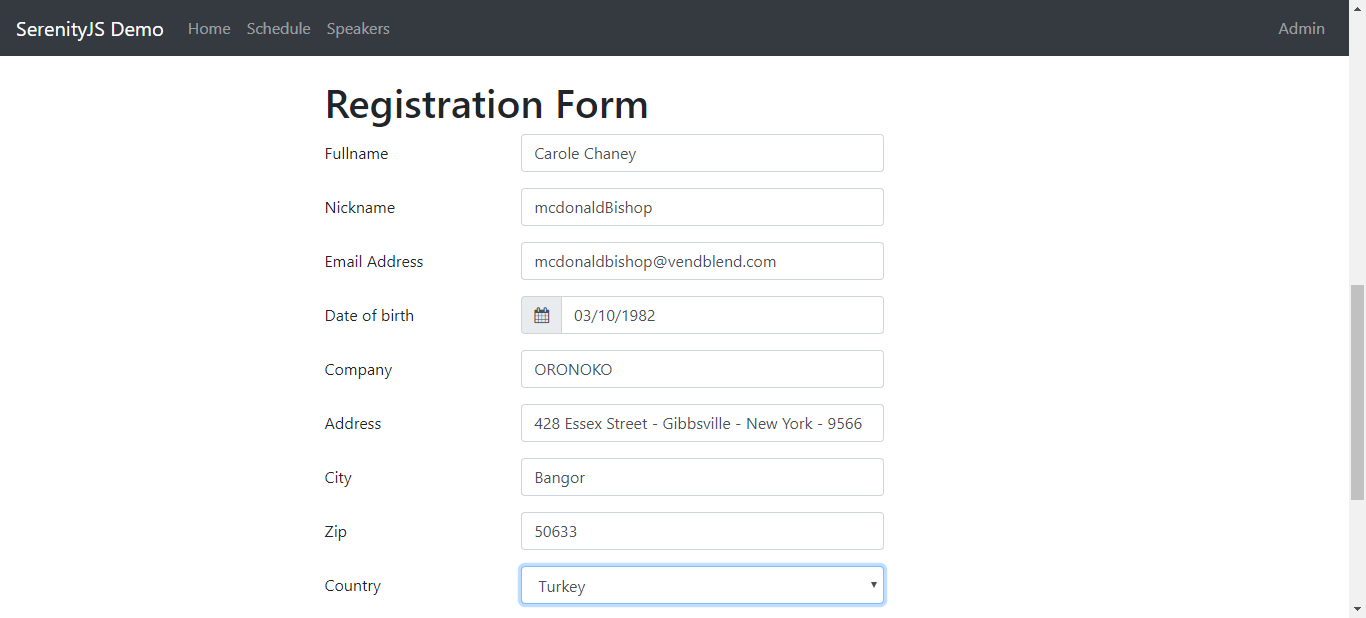 SerenityJS Demo Home Schedule Speakers Admin
Registration Form
Fullname Carole Chaney
Nickname mcdonaldBishop
Email Address mcdonaldbishop@vendblend.com
Date of birth 03/10/1982
Company ORONOKO
Address 428 Essex Street - Gibbsville - New York - 9566
City Bangor
Zip 50633
Country Turkey